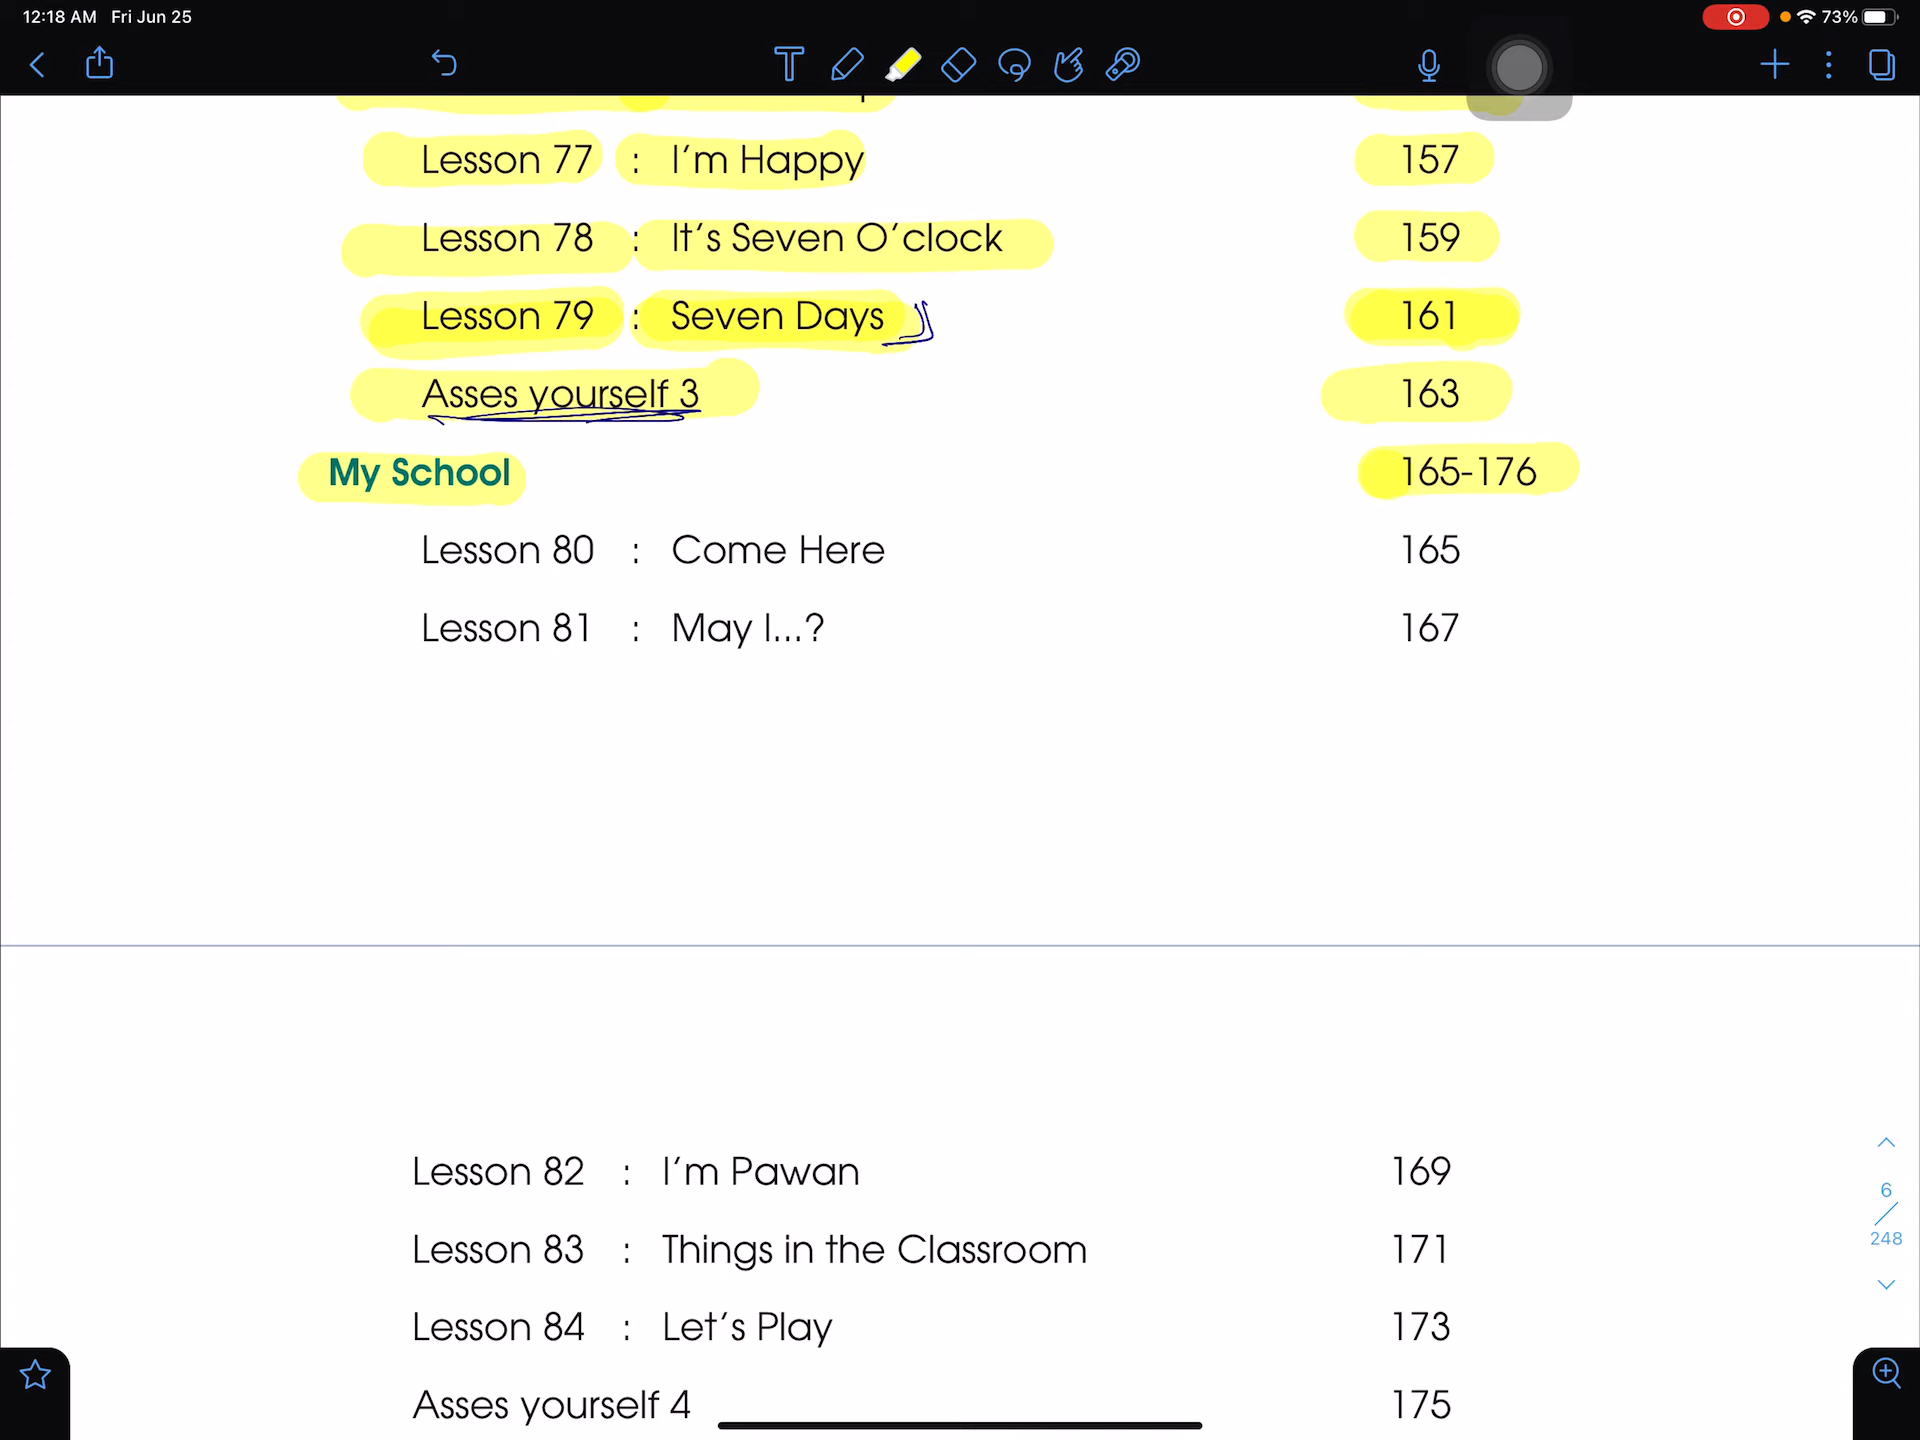 12:18 AM Fri Jun 25 73%
Lesson 77 : I'm Happy 157
Lesson 78 : It's Seven O'clock 159
Lesson 79 : Seven Days 161
Asses yourself 3 163
My School 165-176
Lesson 80 : Come Here 165
Lesson 81 : May I...? 167
Lesson 82 : I'm Pawan 169
6
248
Lesson 83 : Things in the Classroom 171
Lesson 84 : Let's Play 173
Asses yourself 4 175